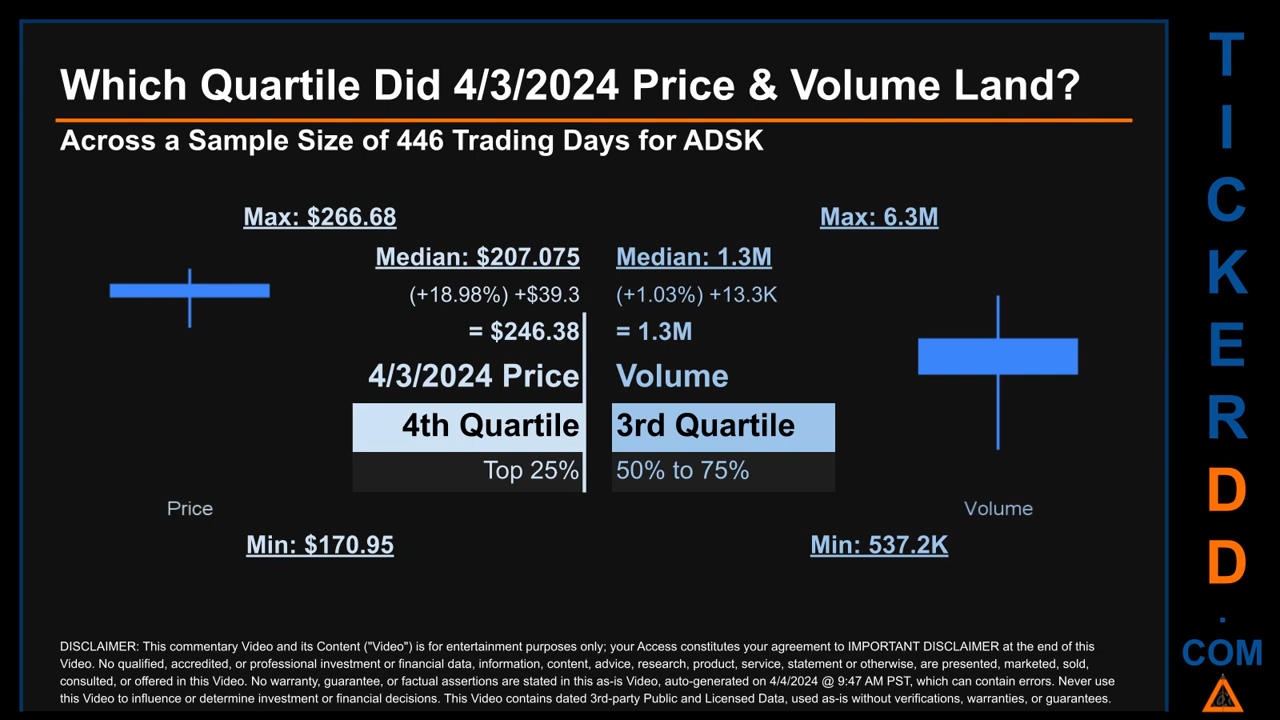 Which Quartile Did 4/3/2024 Price & Volume Land?
Across a Sample Size of 446 Trading Days for ADSK
Max: $266.68
Max: 6.3M
Median: $207.075
Median: 1.3M
(+18.98%) +$39.3
(+1.03%) +13.3K
= $246.38
= 1.3M
4/3/2024 Price
Volume
4th Quartile
3rd Quartile
Top 25%
50% to 75%
Price
Volume
Min: $170.95
Min: 537.2K
DISCLAIMER: This commentary Video and its Content ("Video") is for entertainment purposes only; your Access constitutes your agreement to IMPORTANT DISCLAIMER at the end of this
Video. No qualified, accredited, or professional investment or financial data, information, content, advice, research, product, service, statement or otherwise, are presented, marketed, sold,
consulted, or offered in this Video. No warranty, guarantee, or factual assertions are stated in this as-is Video, auto-generated on 4/4/2024 @ 9:47 AM PST, which can contain errors. Never use
this Video to influence or determine investment or financial decisions. This Video contains dated 3rd-party Public and Licensed Data, used as-is without verifications, warranties, or guarantees.
T
I
C
K
E
R
D
D
.
COM